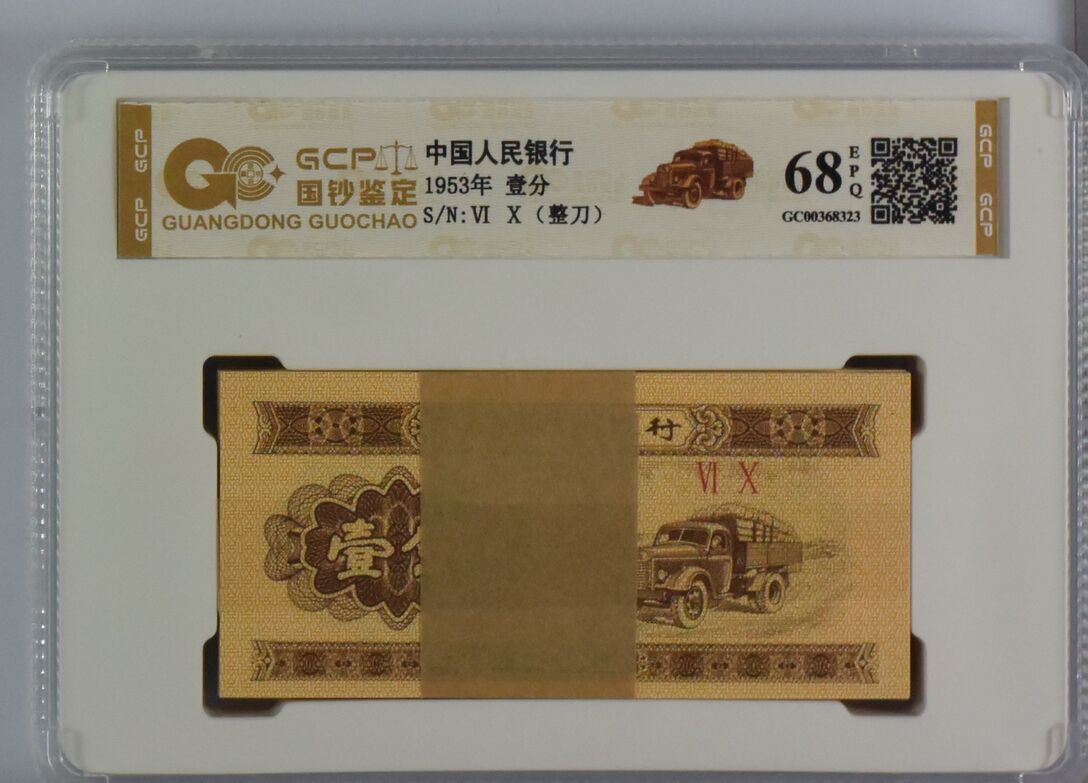 GCP
GCP
GCP
国钞鉴定
GUANGDONG GUOCHAO
中国人民银行
1953年 壹分
S/N:Ⅵ Ⅹ（整刀）
68
EPQ
GC00368323
GCP
GCP
行
Ⅵ Ⅹ
壹